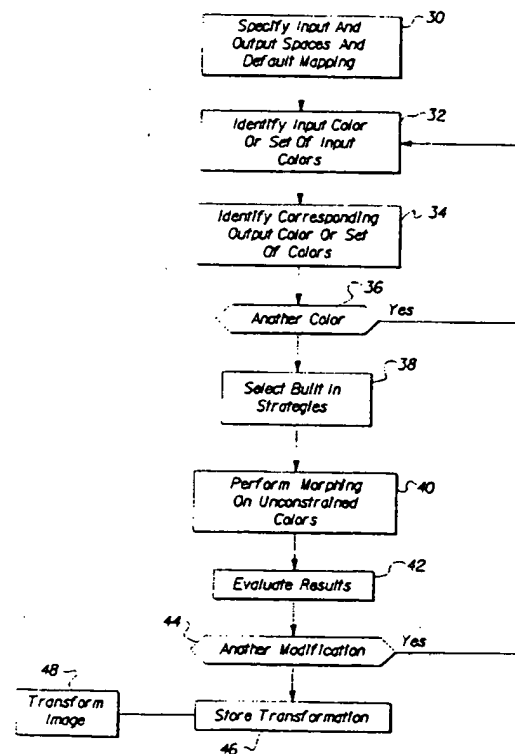 Specify Input And
Output Spaces And
Default Mapping
30
Identify Input Color
Or Set Of Input
Colors
32
Identify Corresponding
Output Color Or Set
Of Colors
34
Another Color
36
Yes
Select Built in
Strategies
38
Perform Morphing
On Unconstrained
Colors
40
Evaluate Results
42
44
Another Modification
Yes
48
Transform
Image
Store Transformation
46